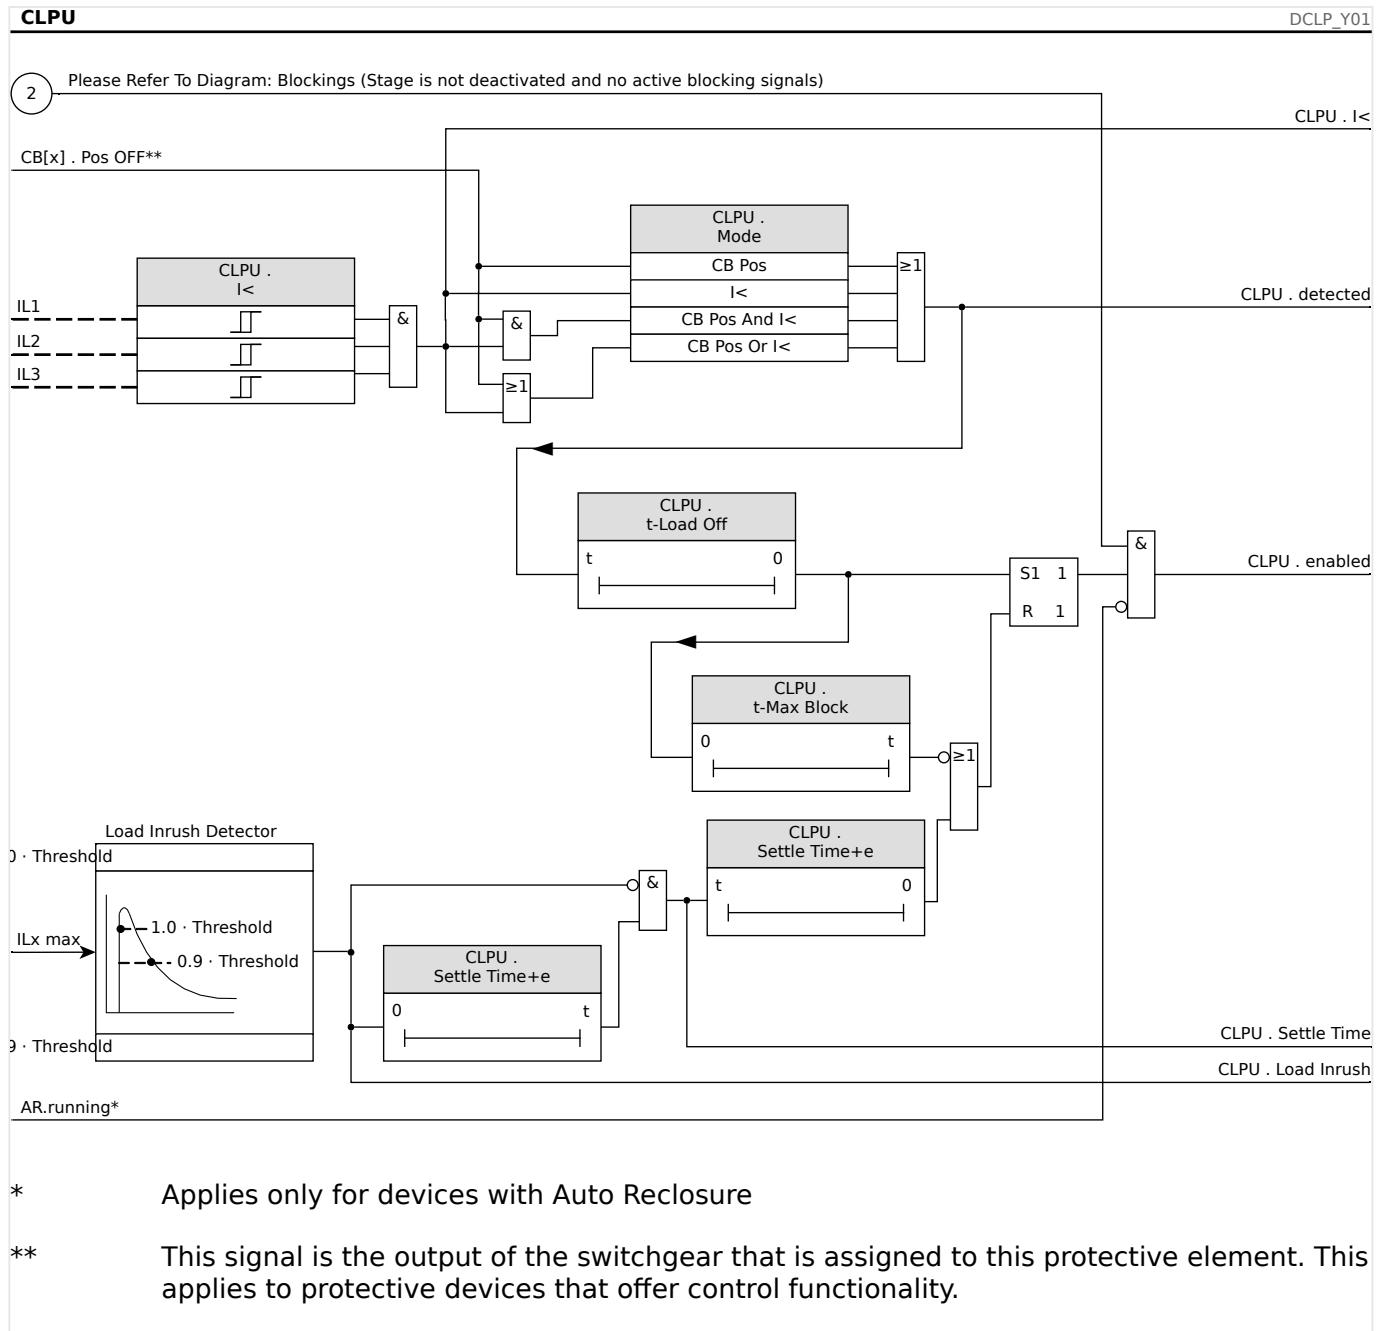 CLPU
DCLP_Y01
2
Please Refer To Diagram: Blockings (Stage is not deactivated and no active blocking signals)
CLPU . I<
CB[x] . Pos OFF**
CLPU .
Mode
CB Pos
I<
CB Pos And I<
CB Pos Or I<
≥1
CLPU . detected
CLPU .
I<
IL1
IL2
IL3
&
&
≥1
CLPU .
t-Load Off
t 0
S1 1
R 1
&
CLPU . enabled
CLPU .
t-Max Block
0 t
≥1
Load Inrush Detector
0 · Threshold
1.0 · Threshold
ILx max
0.9 · Threshold
9 · Threshold
CLPU .
Settle Time+e
0 t
&
CLPU .
Settle Time+e
t 0
CLPU . Settle Time
CLPU . Load Inrush
AR.running*
* Applies only for devices with Auto Reclosure
** This signal is the output of the switchgear that is assigned to this protective element. This
applies to protective devices that offer control functionality.